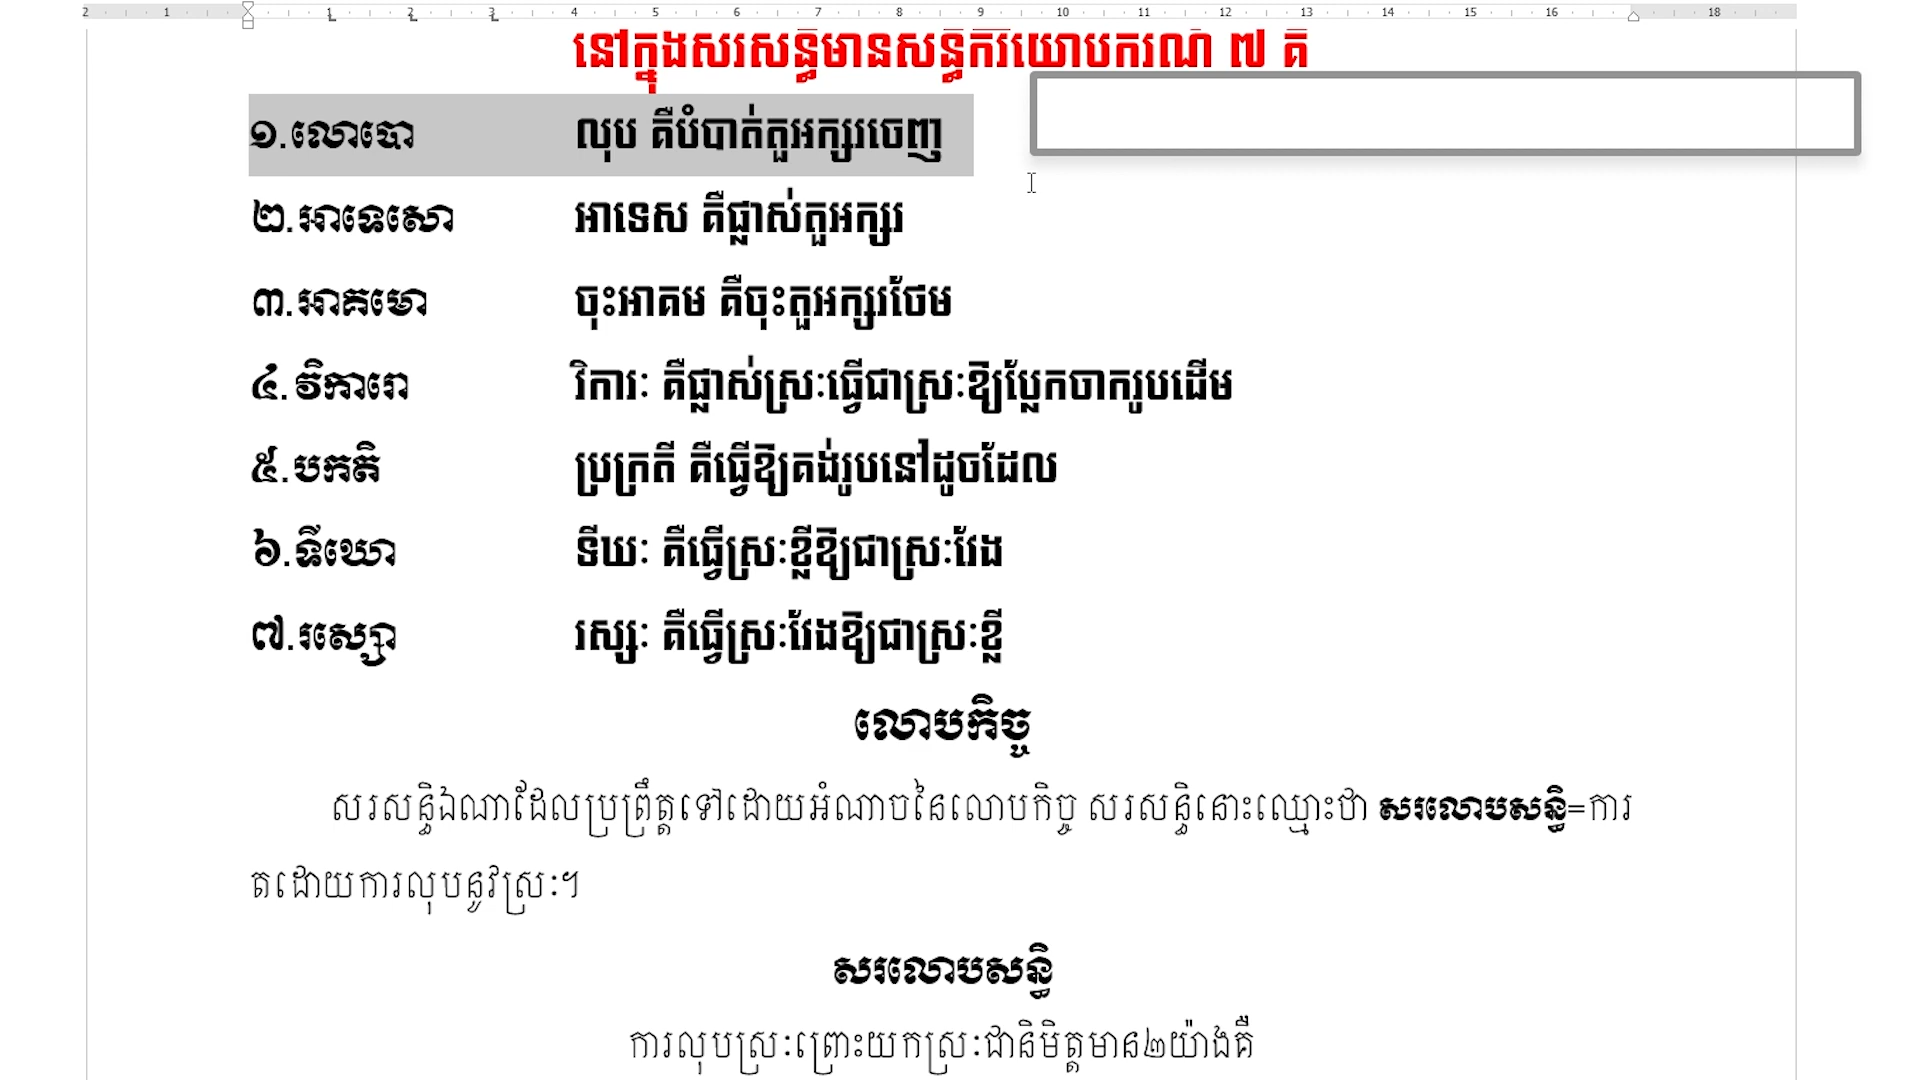 នៅក្នុងសរសន្ធិមានសន្ធិកិរិយោបករណ៍ ៧ គឺ
១.លោបោ លុប គឺបំបាត់តួអក្សរចេញ
២.អាទេសោ អាទេស គឺផ្លាស់តួអក្សរ
៣.អាគមោ ចុះអាគម គឺចុះតួអក្សរថែម
៤.វិការោ វិការៈ គឺផ្លាស់ស្រៈធ្វើជាស្រៈឱ្យប្លែកចាករូបដើម
៥.បកតិ ប្រក្រតី គឺធ្វើឱ្យគង់រូបនៅដូចដែល
៦.ទីឃោ ទីឃៈ គឺធ្វើស្រៈខ្លីឱ្យជាស្រៈវែង
៧.រស្សោ រស្សៈ គឺធ្វើស្រៈវែងឱ្យជាស្រៈខ្លី
លោបកិច្ច
សរសន្ធិឯណាដែលប្រព្រឹត្តទៅដោយអំណាចនៃលោបកិច្ច សរសន្ធិនោះឈ្មោះថា សរលោបសន្ធិ=ការ
តដោយការលុបនូវស្រៈ។
សរលោបសន្ធិ
ការលុបស្រៈព្រោះយកស្រៈជានិមិត្តមាន២យ៉ាងគឺ